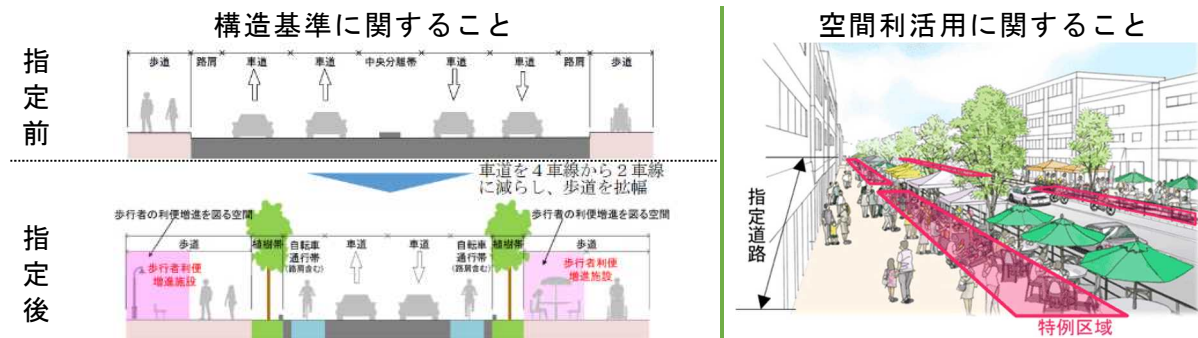 構造基準に関すること
指定前
歩道 路肩 車道 車道 中央分離帯 車道 車道 路肩 歩道
車道を4車線から2車線
に減らし、歩道を拡幅
指定後
歩行者の利便増進を図る空間
歩行者の利便増進を図る空間
歩道 植樹帯 自転車 車道 車道 自転車 植樹帯 歩道
通行帯 通行帯
(路肩含む) (路肩含む)
歩行者利便
増進施設
歩行者利便
増進施設
空間利活用に関すること
指定道路
特例区域